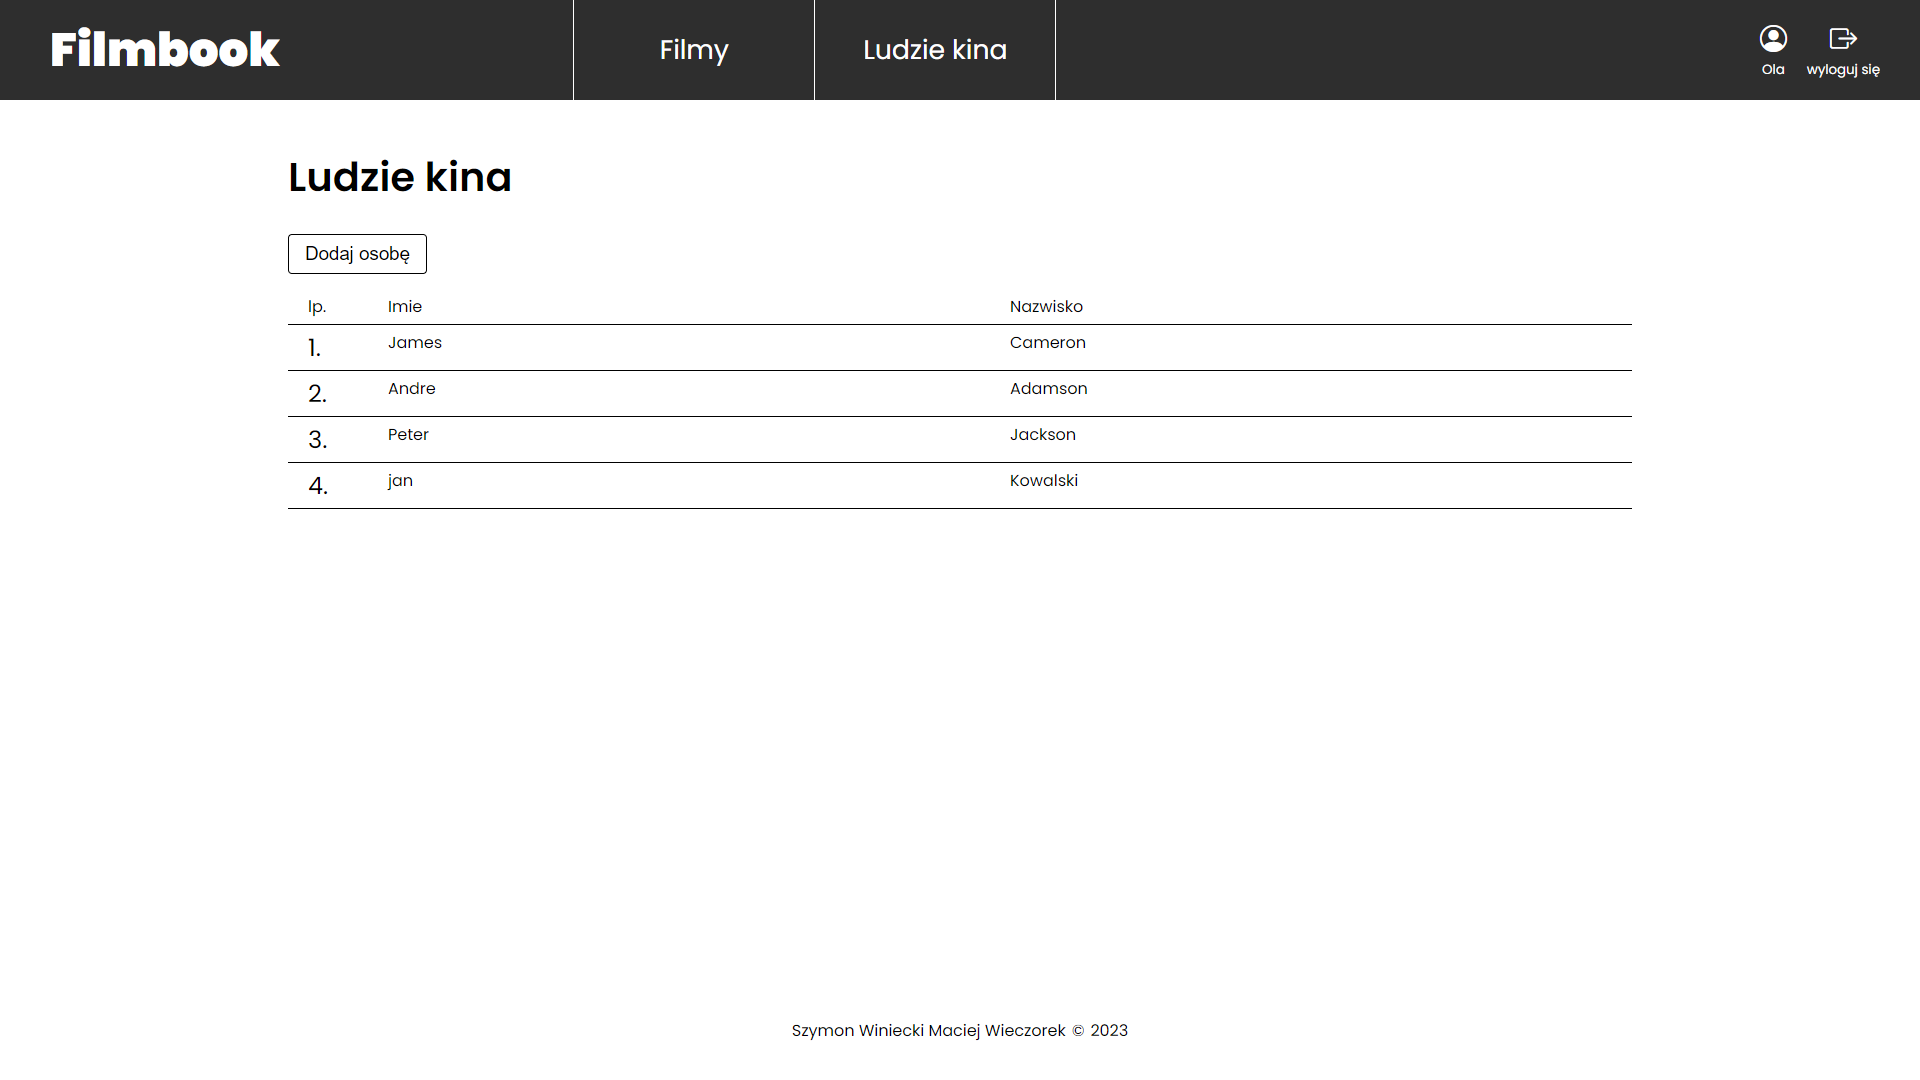 Filmbook
Filmy
Ludzie kina
Ola
wyloguj się
Ludzie kina
Dodaj osobę
lp. Imie Nazwisko
1. James Cameron
2. Andre Adamson
3. Peter Jackson
4. jan Kowalski
Szymon Winiecki Maciej Wieczorek © 2023